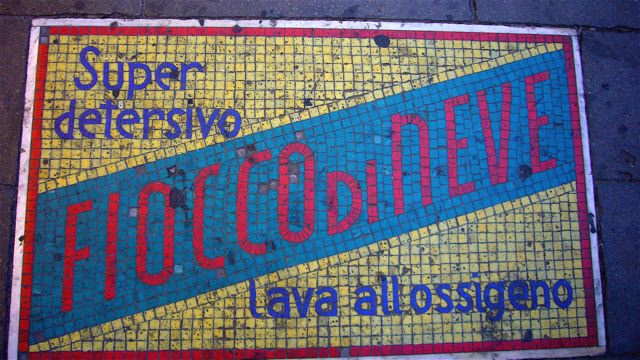 Super
detersivo
FIOCCO DI NEVE
lava all ossigeno